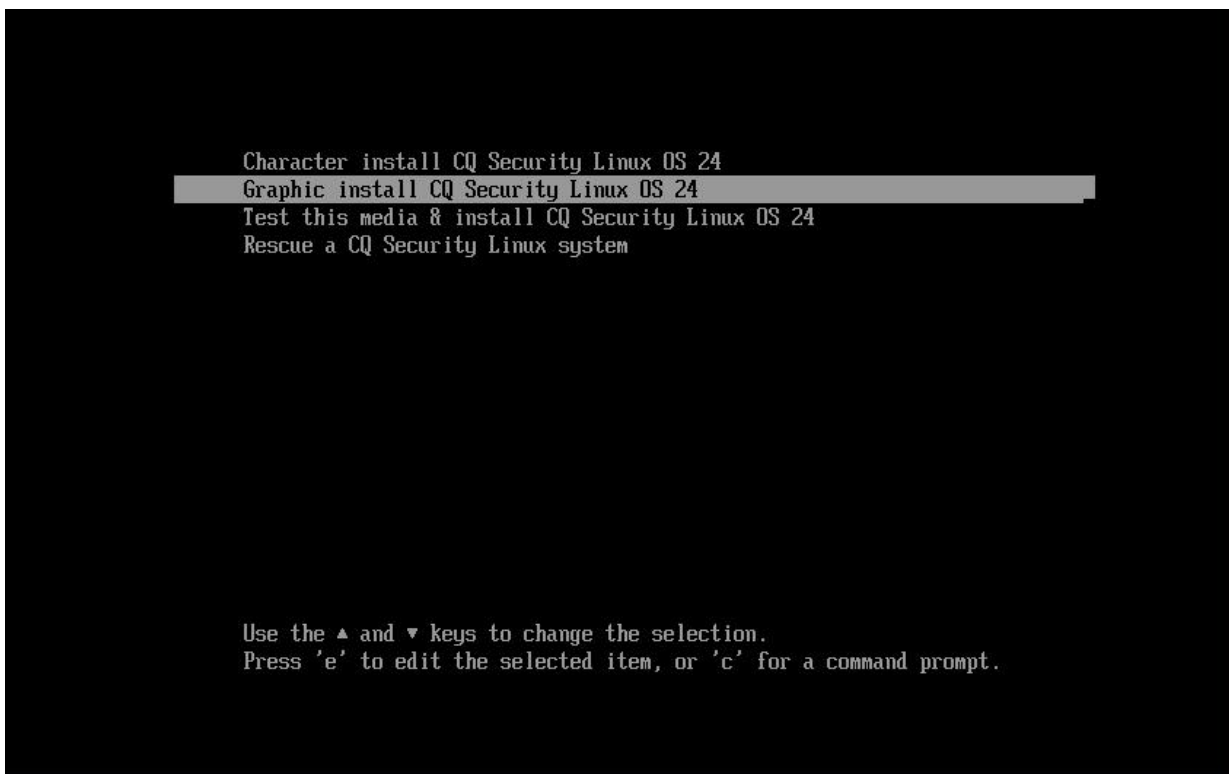 Character install CQ Security Linux OS 24
Graphic install CQ Security Linux OS 24
Test this media & install CQ Security Linux OS 24
Rescue a CQ Security Linux system
Use the ▲ and ▼ keys to change the selection.
Press 'e' to edit the selected item, or 'c' for a command prompt.